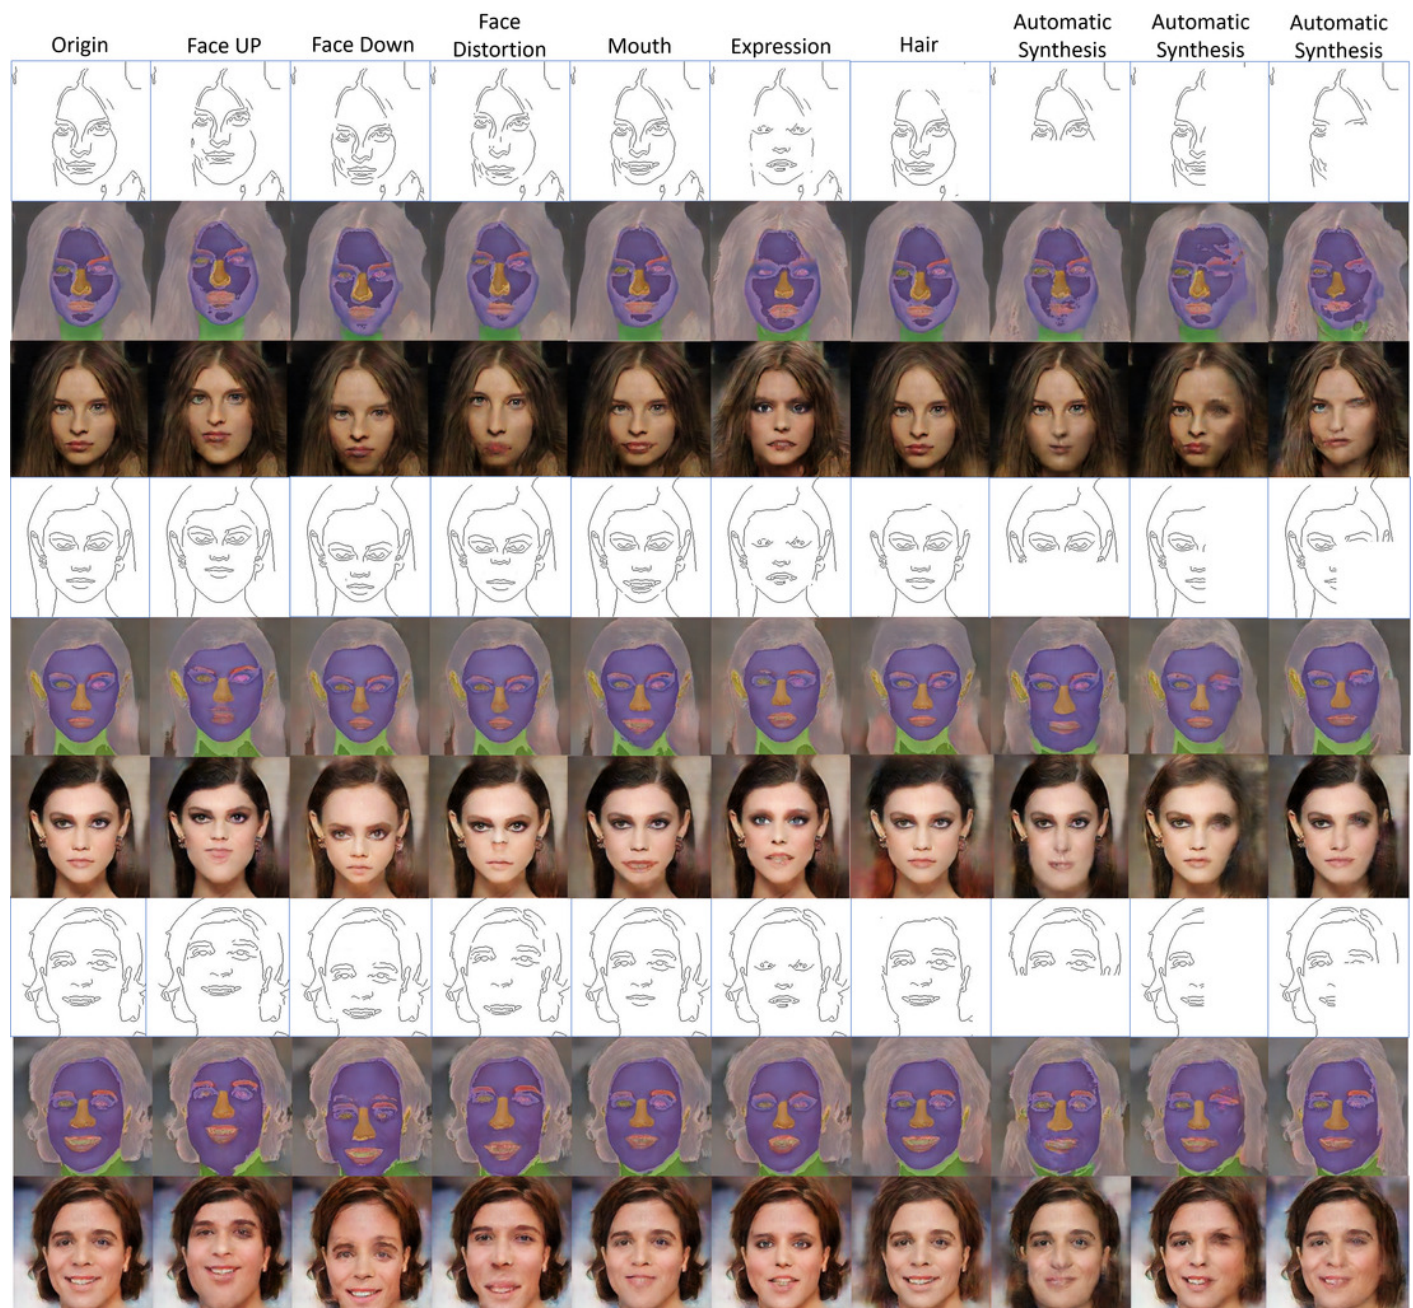 Origin
Face UP
Face Down
Face
Distortion
Mouth
Expression
Hair
Automatic
Synthesis
Automatic
Synthesis
Automatic
Synthesis